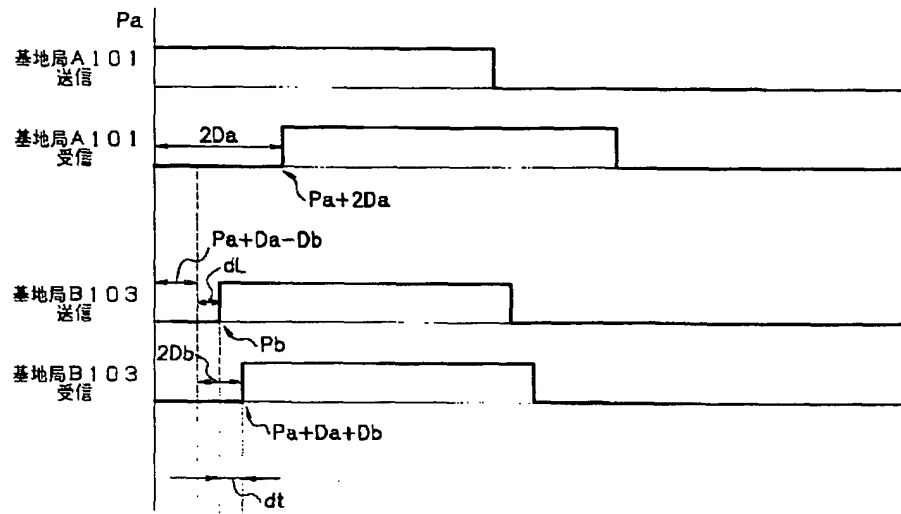 Pa
基地局A101
送信
基地局A101
受信
2Da
Pa+2Da
Pa+Da-Db
dL
基地局B103
送信
Pb
2Db
基地局B103
受信
Pa+Da+Db
dt